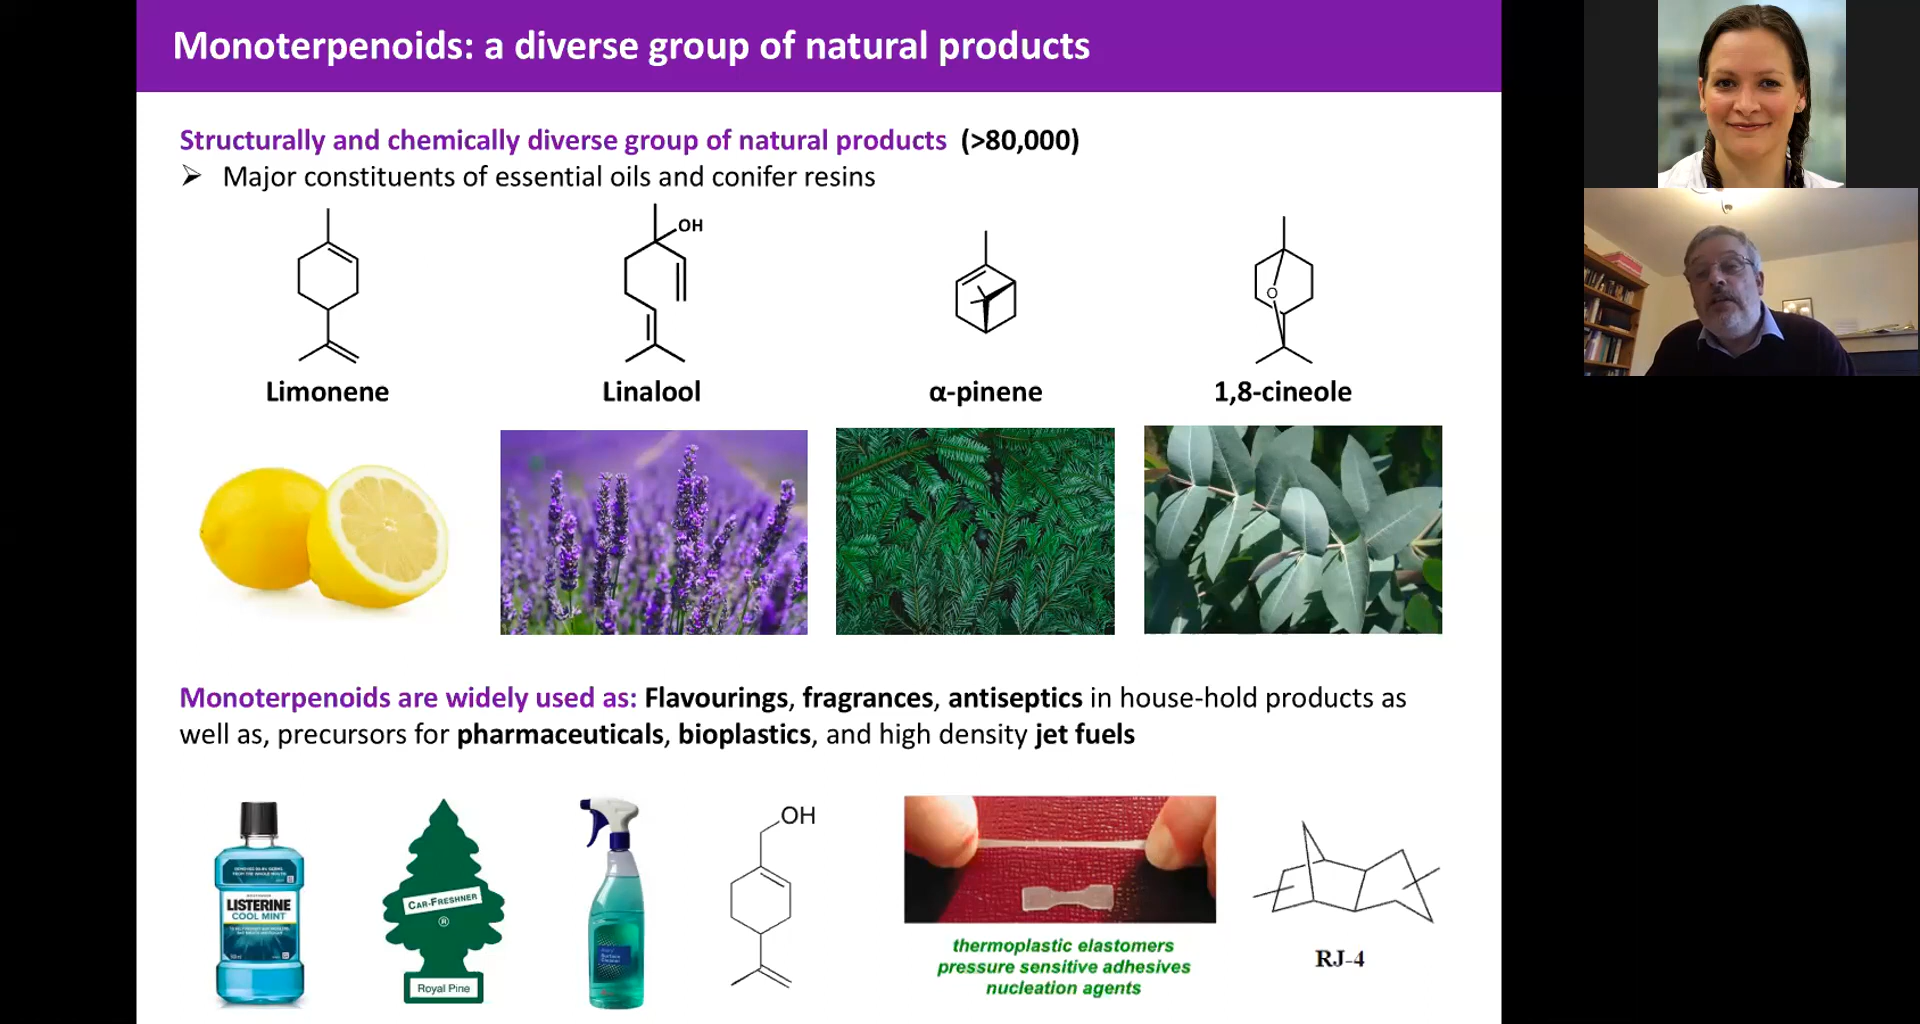 Monoterpenoids: a diverse group of natural products
Structurally and chemically diverse group of natural products (>80,000)
➢ Major constituents of essential oils and conifer resins
OH
O
Limonene
Linalool
α-pinene
1,8-cineole
Monoterpenoids are widely used as: Flavourings, fragrances, antiseptics in house-hold products as
well as, precursors for pharmaceuticals, bioplastics, and high density jet fuels
LISTERINE
COOL MINT
CAR-FRESHNER
®
Royal Pine
OH
thermoplastic elastomers
pressure sensitive adhesives
nucleation agents
RJ-4